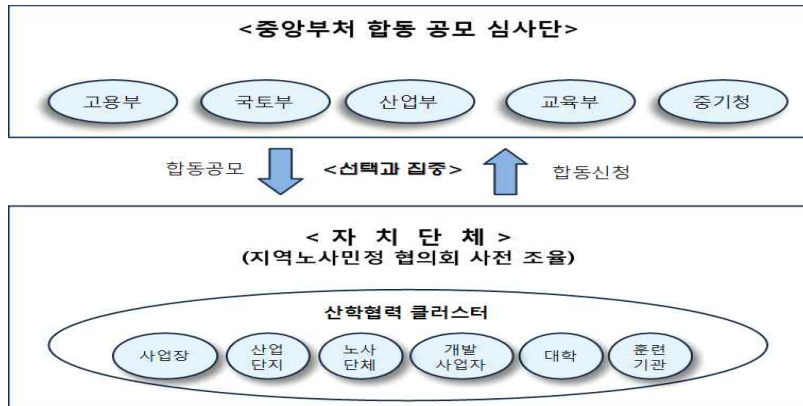 <중앙부처 합동 공모 심사단>
고용부 국토부 산업부 교육부 중기청
합동공모 <선택과 집중> 합동신청
< 자 치 단 체 >
(지역노사민정 협의회 사전 조율)
산학협력 클러스터
사업장 산업 노사 개발 대학 훈련
단지 단체 사업자 기관